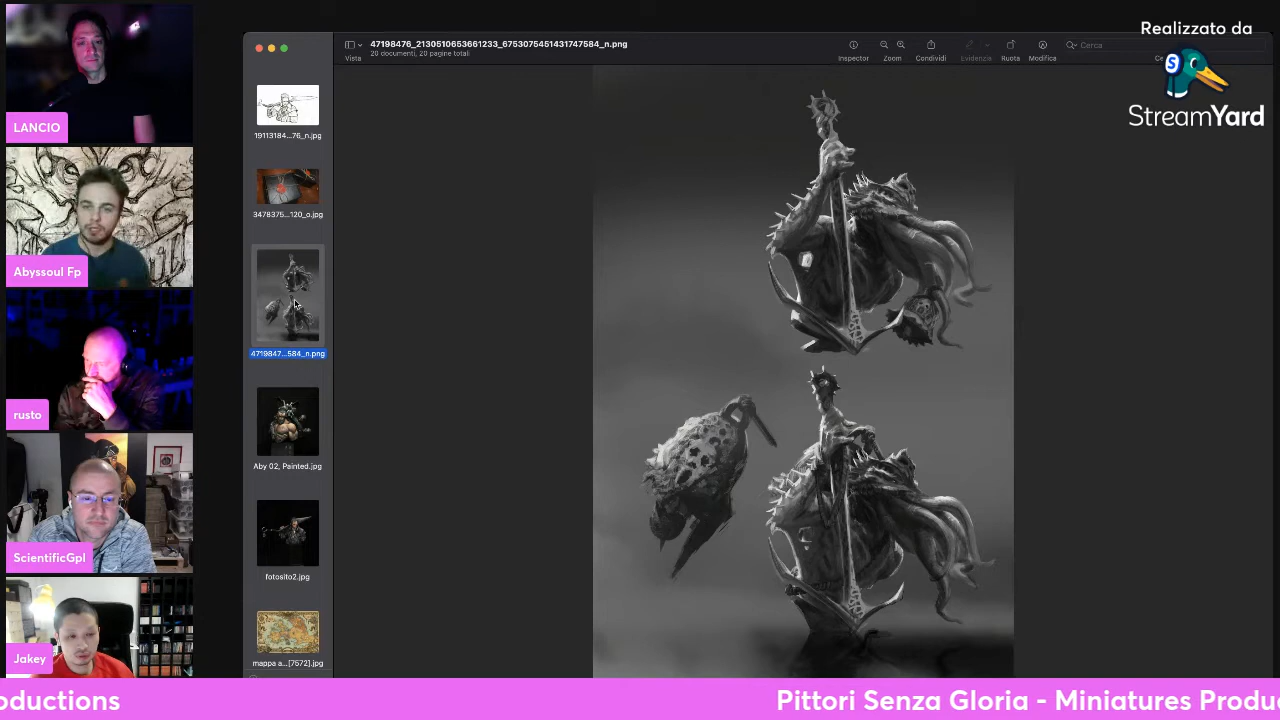 LANCIO
Abyssoul Fp
rusto
ScientificGpl
Jakey
47198476_2130510653661233_6753075451431747584_n.png
20 documenti, 20 pagine totali
Vista
Inspector
Zoom
Condividi
Evidenzia
Ruota
Modifica
Cerca
19113184...76_n.jpg
3478375...120_o.jpg
4719847...584_n.png
Aby 02, Painted.jpg
fotosito2.jpg
mappa a...[7572].jpg
Realizzato da
S
StreamYard
oductions
Pittori Senza Gloria - Miniatures Produc